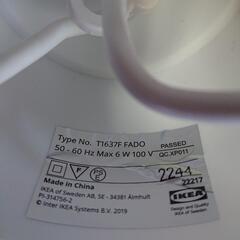 Type No. T1637F FADO
50 - 60 Hz Max 6 W 100 V
PASSED
QC.XP011
2244
22217
Made in China
IKEA of Sweden AB, SE - 34381 Älmhult
PI-314756-2
© Inter IKEA Systems B.V. 2019
IKEA
Design and Quality
IKEA of Sweden